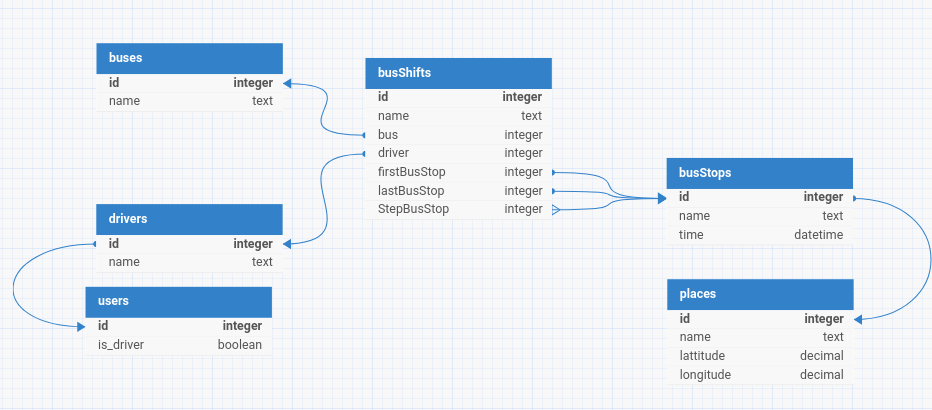 buses
id integer
name text
busShifts
id integer
name text
bus integer
driver integer
firstBusStop integer
lastBusStop integer
StepBusStop integer
busStops
id integer
name text
time datetime
drivers
id integer
name text
users
id integer
is_driver boolean
places
id integer
name text
lattitude decimal
longitude decimal